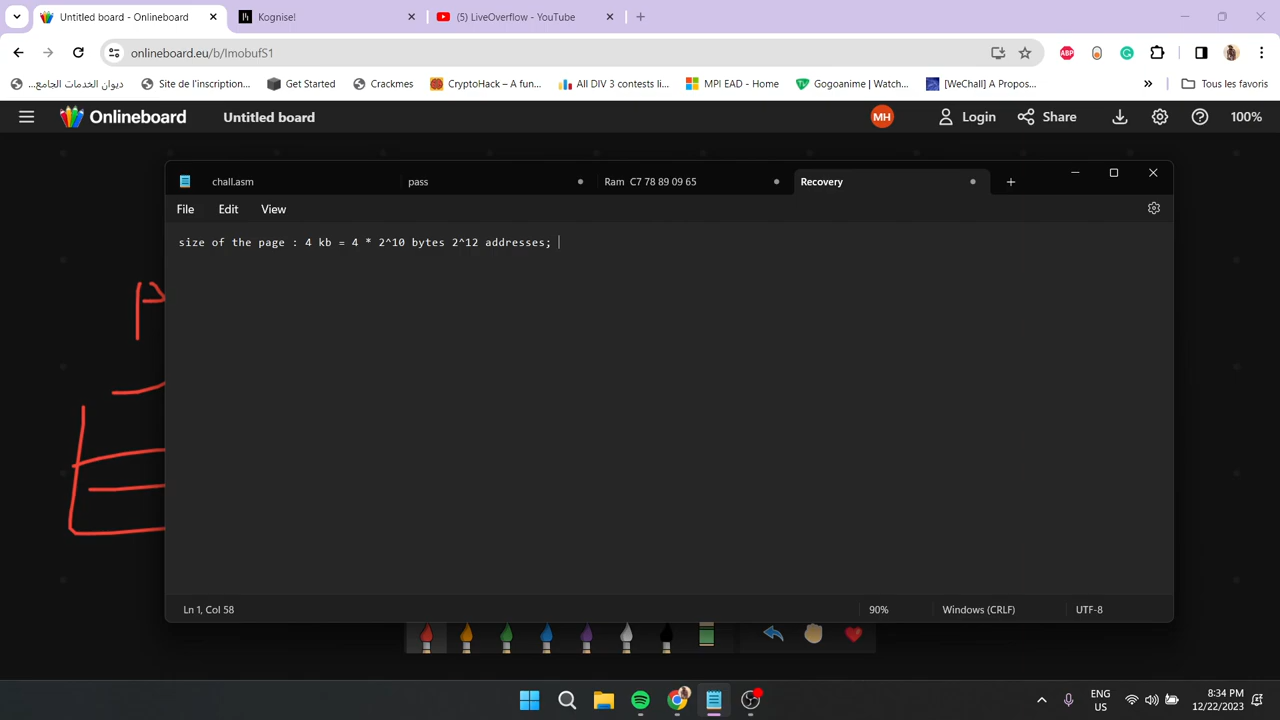 Untitled board - Onlineboard
Kognisel
(5) LiveOverflow - YouTube
onlineboard.eu/b/ImobufS1
ABP
ديوان الخدمات الجامع...
Site de l'inscription...
Get Started
Crackmes
CryptoHack – A fun...
All DIV 3 contests li...
MPI EAD - Home
Gogoanime | Watch...
[WeChall] A Propos...
»
Tous les favoris
Onlineboard
Untitled board
MH
Login
Share
100%
chall.asm
pass
Ram C7 78 89 09 65
Recovery
File Edit View
size of the page : 4 kb = 4 * 2^10 bytes 2^12 addresses;
P
Ln 1, Col 58
90%
Windows (CRLF)
UTF-8
ENG
US
8:34 PM
12/22/2023